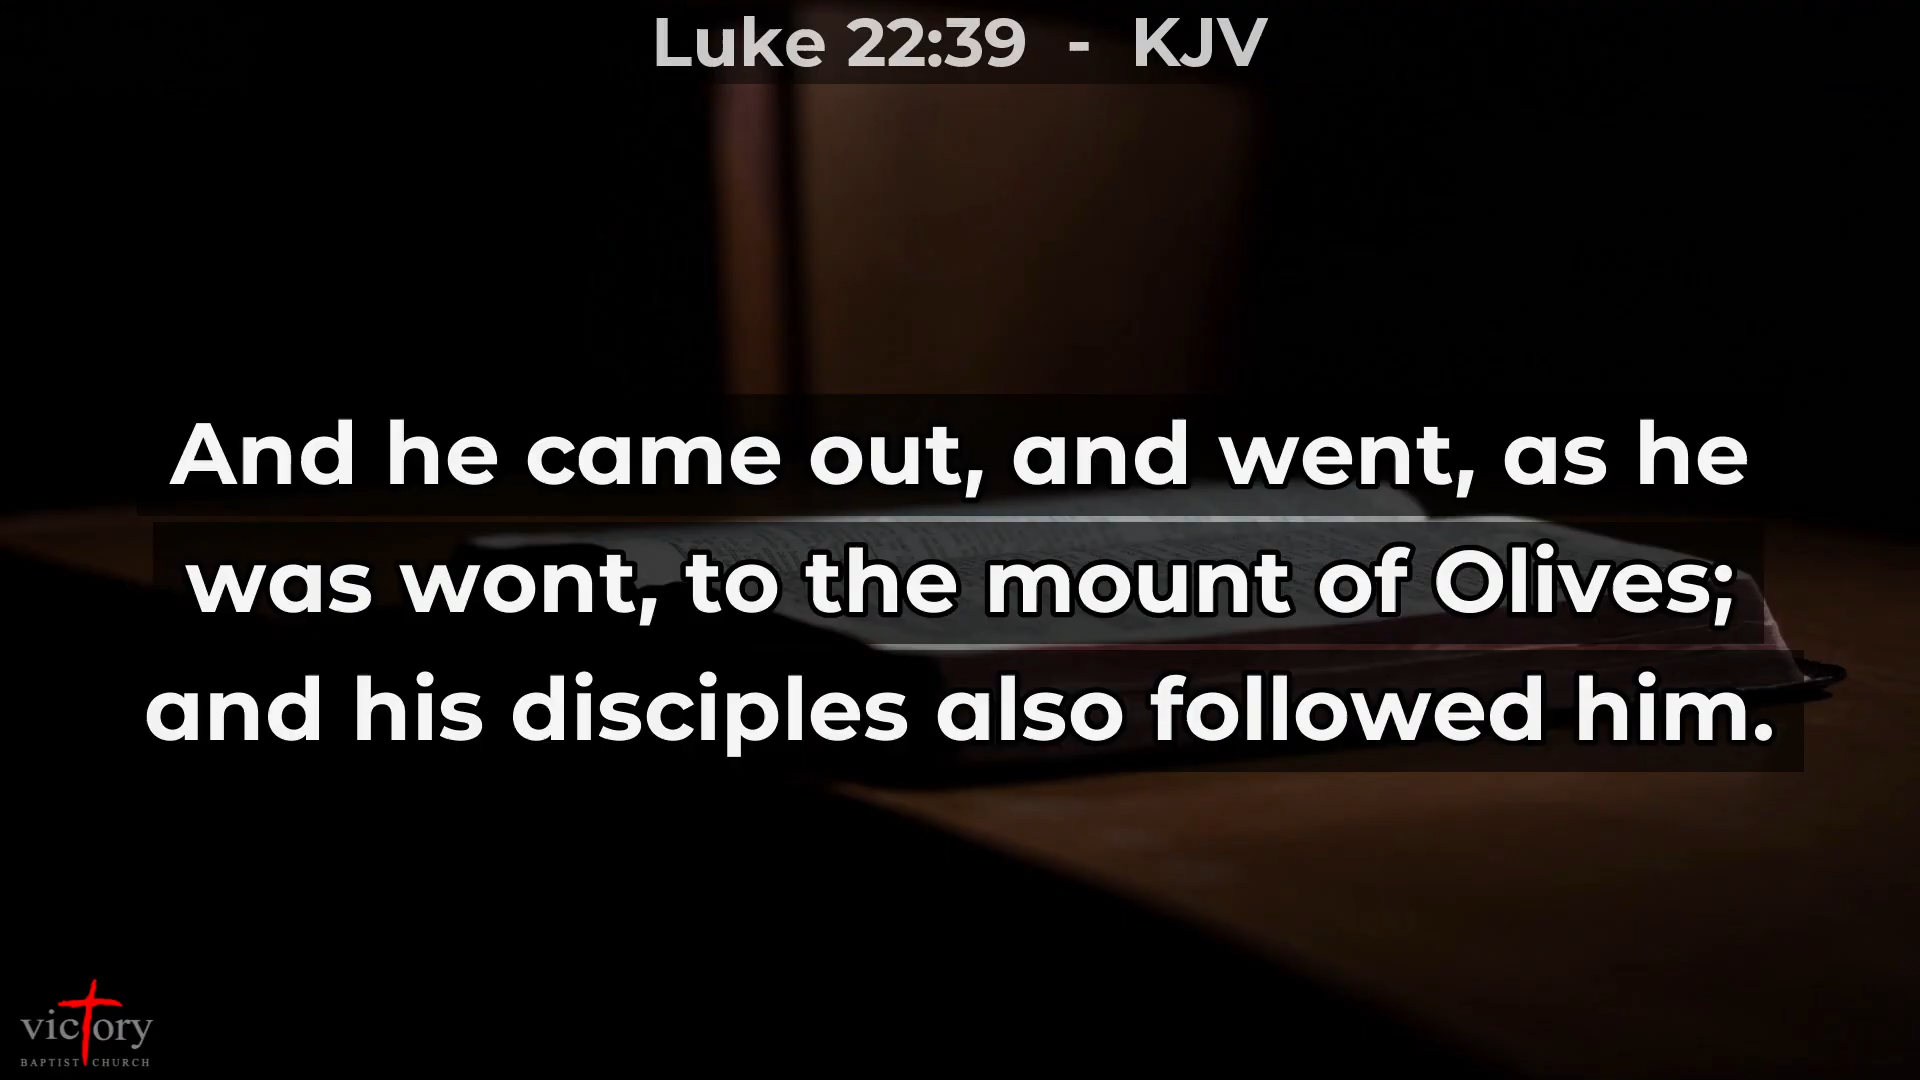 Luke 22:39 - KJV
And he came out, and went, as he
was wont, to the mount of Olives;
and his disciples also followed him.
victory
BAPTIST CHURCH